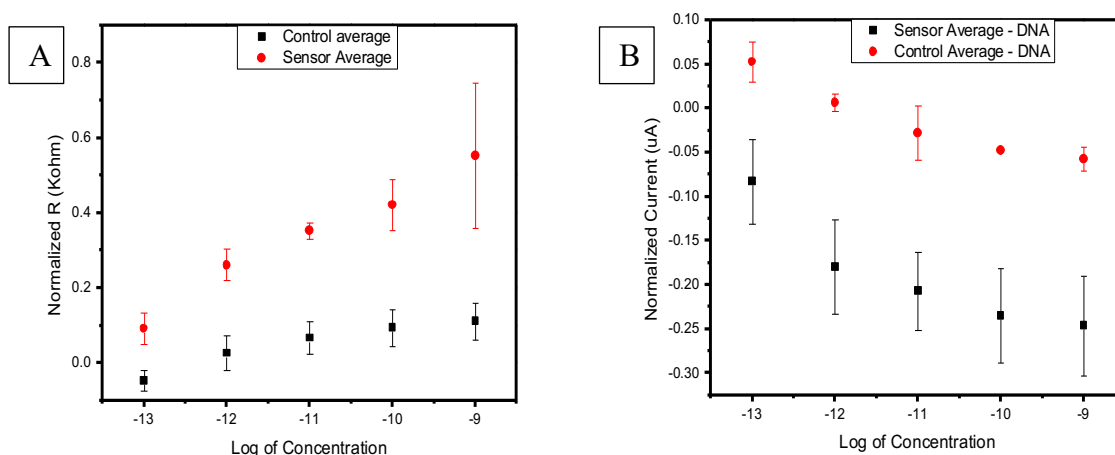 A
Control average
Sensor Average
Normalized R (Kohm)
0.8
0.6
0.4
0.2
0.0
-13 -12 -11 -10 -9
Log of Concentration
B
Sensor Average - DNA
Control Average - DNA
Normalized Current (uA)
0.10
0.05
0.00
-0.05
-0.10
-0.15
-0.20
-0.25
-0.30
-13 -12 -11 -10 -9
Log of Concentration